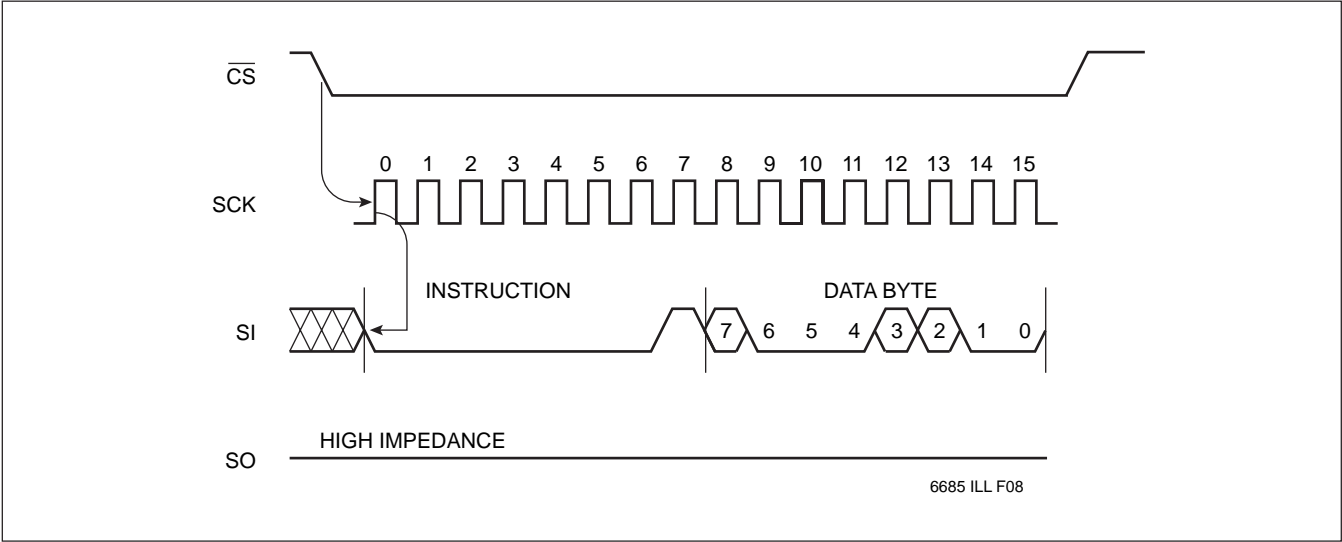 CS
0 1 2 3 4 5 6 7 8 9 10 11 12 13 14 15
SCK
INSTRUCTION DATA BYTE
SI 7 6 5 4 3 2 1 0
HIGH IMPEDANCE
SO
6685 ILL F08